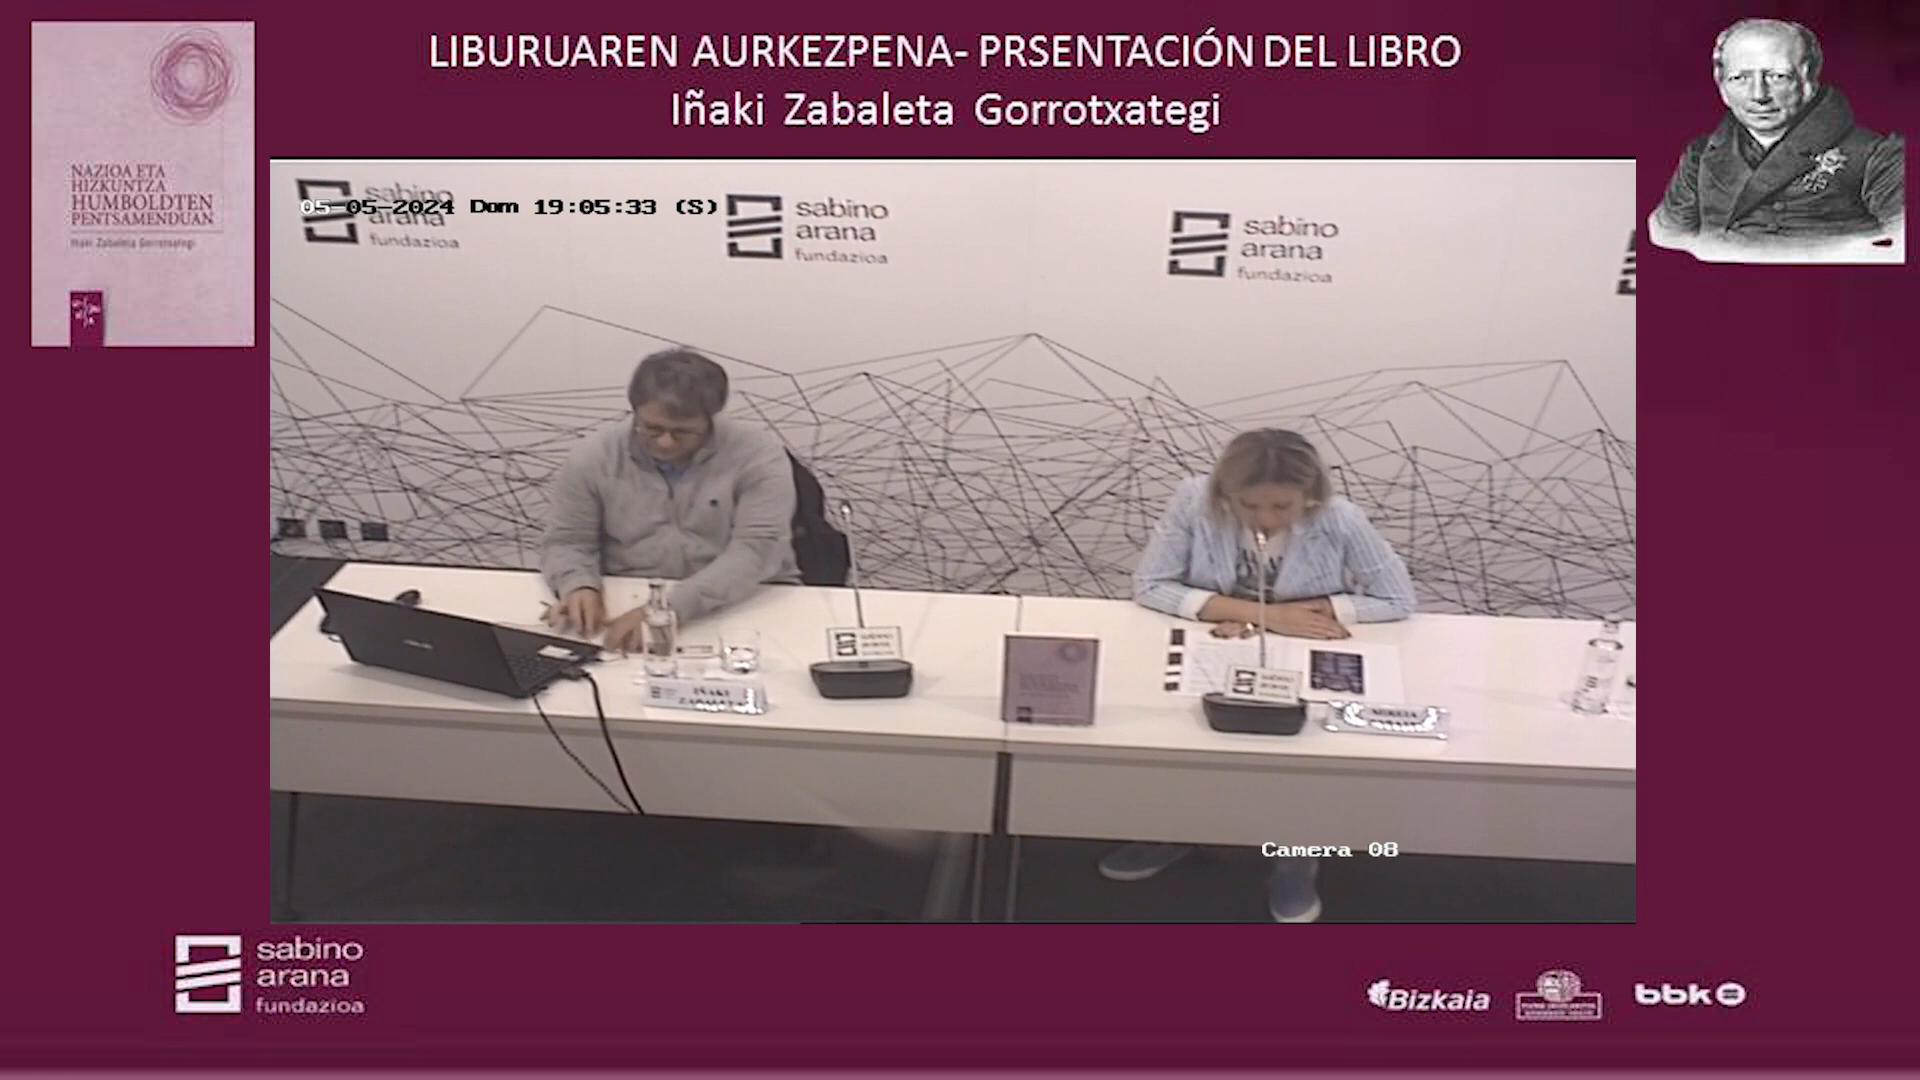 LIBURUAREN AURKEZPENA- PRSENTACIÓN DEL LIBRO
Iñaki Zabaleta Gorrotxategi
NAZIOA ETA
HIZKUNTZA
HUMBOLDTEN
PENTSAMENDUAN
Iñaki Zabaleta Gorrotxategi
sabino
arana
fundazioa
05-05-2024 Dom 19:05:33 (S)
sabino
arana
fundazioa
sabino
arana
fundazioa
IÑAKI
ZABALETA
Camera 08
sabino
arana
fundazioa
Bizkaia
bbk